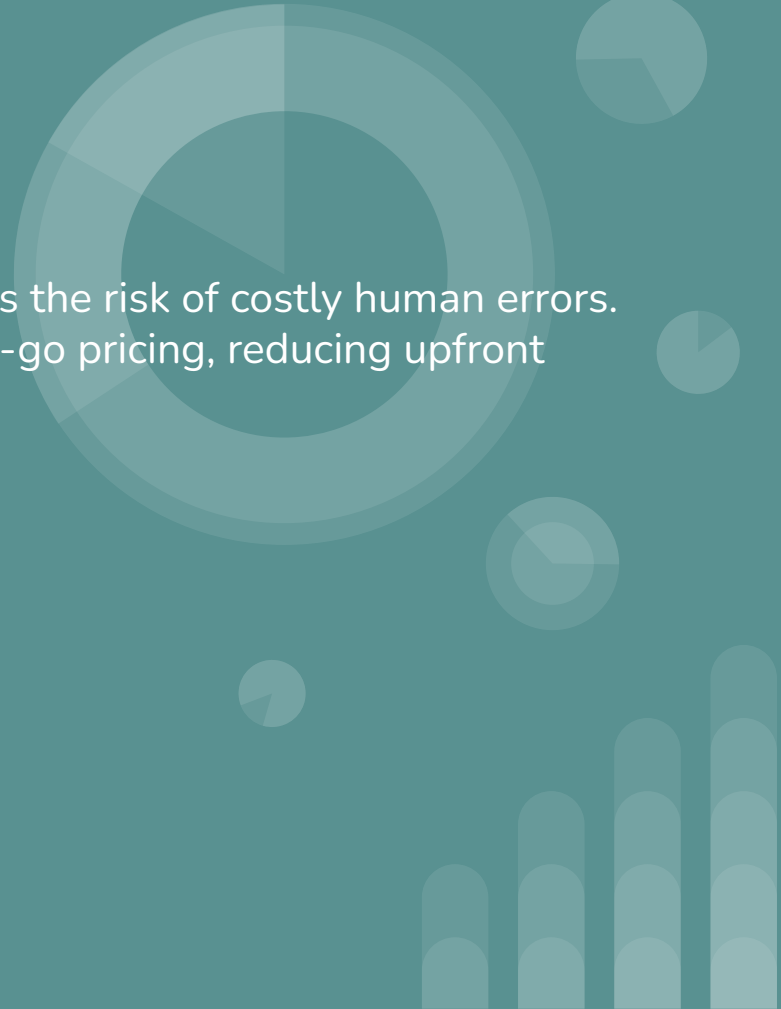 s the risk of costly human errors.
-go pricing, reducing upfront